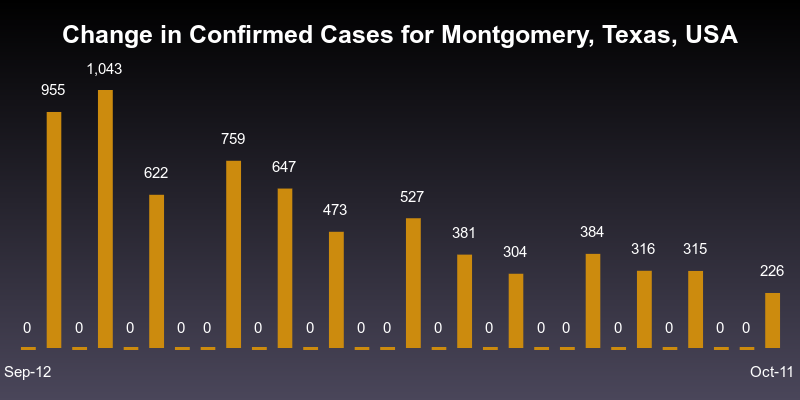 Change in Confirmed Cases for Montgomery, Texas, USA
0 955 0 1,043 0 622 0 0 759 0 647 0 473 0 0 527 0 381 0 304 0 0 384 0 316 0 315 0 0 226
Sep-12 Oct-11